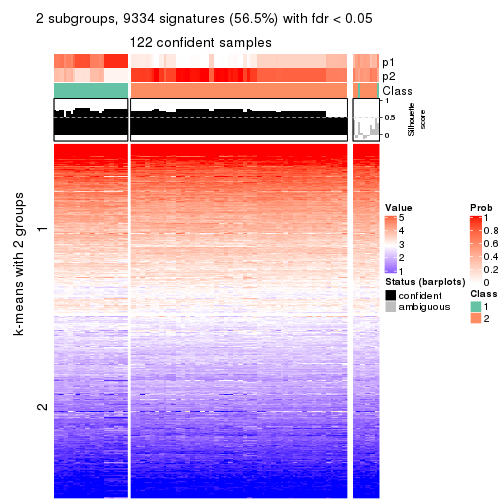 2 subgroups, 9334 signatures (56.5%) with fdr < 0.05
122 confident samples
p1
p2
Class
1
0.5
0
Silhouette
score
k-means with 2 groups
1
2
Value
5
4
3
2
1
Status (barplots)
confident
ambiguous
Prob
1
0.8
0.6
0.4
0.2
0
Class
1
2